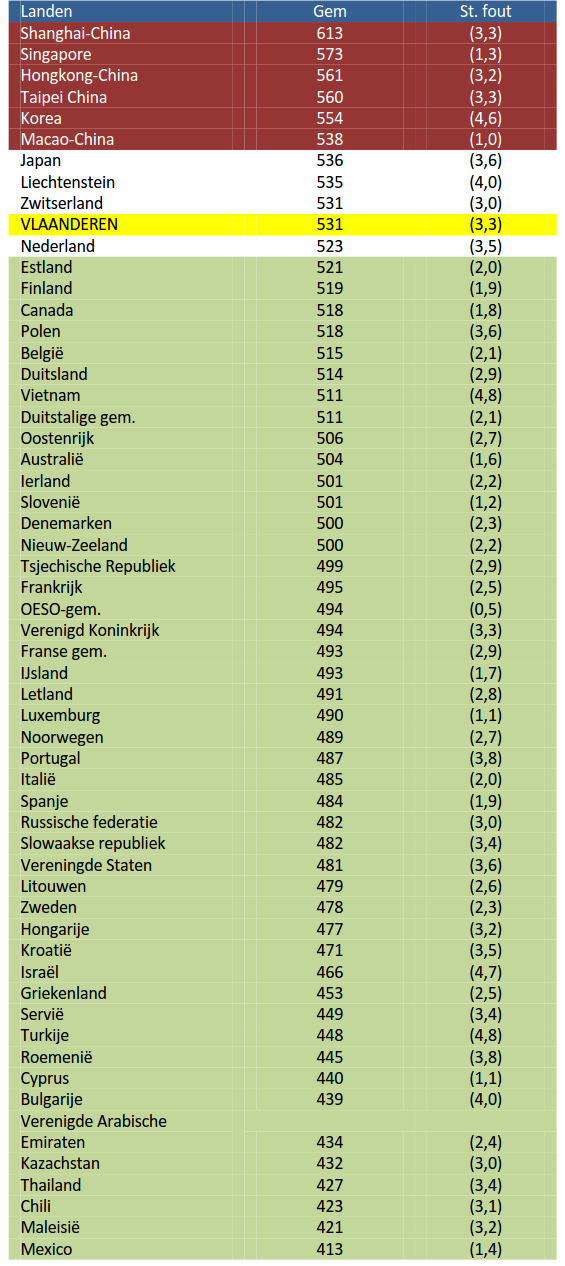 Landen Gem St. fout
Shanghai-China 613 (3,3)
Singapore 573 (1,3)
Hongkong-China 561 (3,2)
Taipei China 560 (3,3)
Korea 554 (4,6)
Macao-China 538 (1,0)
Japan 536 (3,6)
Liechtenstein 535 (4,0)
Zwitserland 531 (3,0)
VLAANDEREN 531 (3,3)
Nederland 523 (3,5)
Estland 521 (2,0)
Finland 519 (1,9)
Canada 518 (1,8)
Polen 518 (3,6)
België 515 (2,1)
Duitsland 514 (2,9)
Vietnam 511 (4,8)
Duitstalige gem. 511 (2,1)
Oostenrijk 506 (2,7)
Australië 504 (1,6)
Ierland 501 (2,2)
Slovenië 501 (1,2)
Denemarken 500 (2,3)
Nieuw-Zeeland 500 (2,2)
Tsjechische Republiek 499 (2,9)
Frankrijk 495 (2,5)
OESO-gem. 494 (0,5)
Verenigd Koninkrijk 494 (3,3)
Franse gem. 493 (2,9)
IJsland 493 (1,7)
Letland 491 (2,8)
Luxemburg 490 (1,1)
Noorwegen 489 (2,7)
Portugal 487 (3,8)
Italië 485 (2,0)
Spanje 484 (1,9)
Russische federatie 482 (3,0)
Slowaakse republiek 482 (3,4)
Vereningde Staten 481 (3,6)
Litouwen 479 (2,6)
Zweden 478 (2,3)
Hongarije 477 (3,2)
Kroatië 471 (3,5)
Israël 466 (4,7)
Griekenland 453 (2,5)
Servië 449 (3,4)
Turkije 448 (4,8)
Roemenië 445 (3,8)
Cyprus 440 (1,1)
Bulgarije 439 (4,0)
Verenigde Arabische
Emiraten 434 (2,4)
Kazachstan 432 (3,0)
Thailand 427 (3,4)
Chili 423 (3,1)
Maleisië 421 (3,2)
Mexico 413 (1,4)